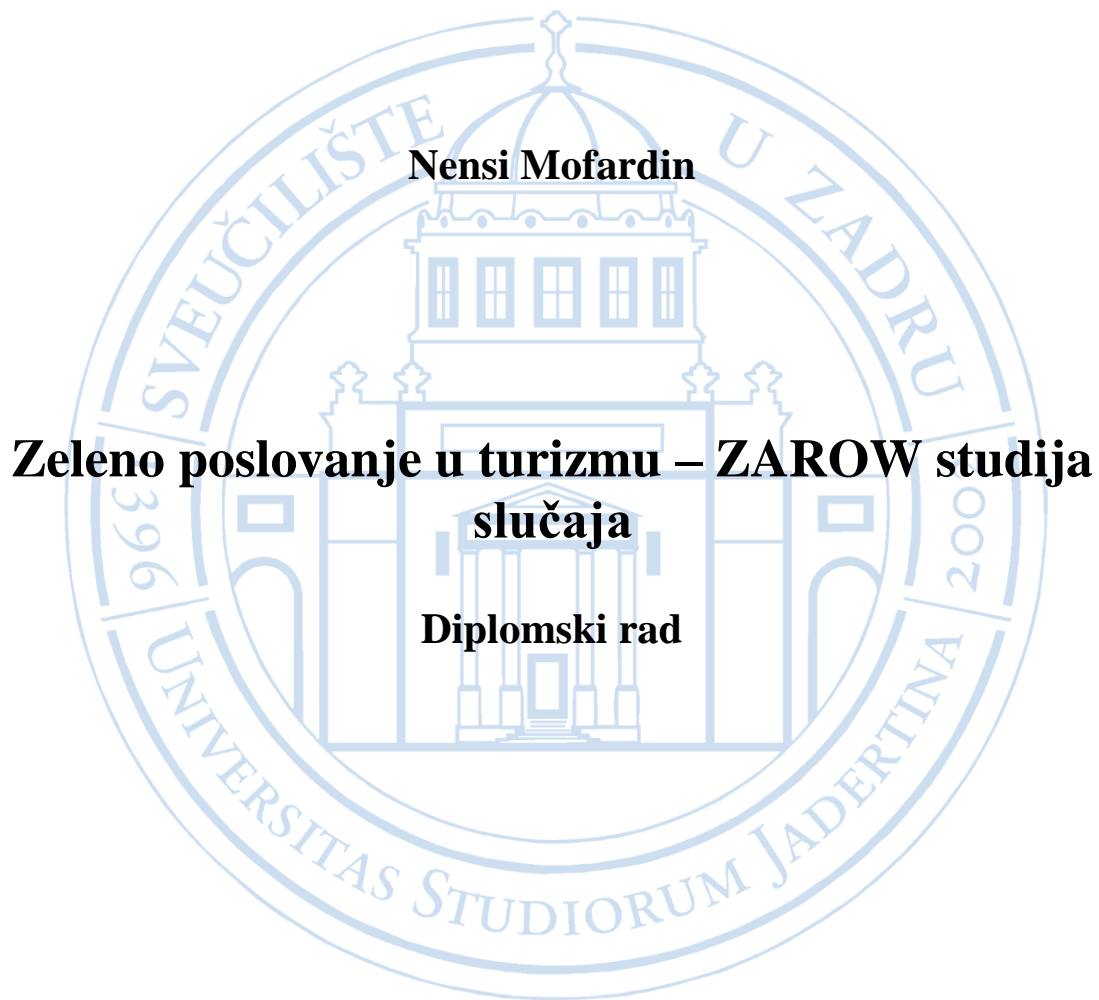 Nensi Mofardin
Zeleno poslovanje u turizmu – ZAROW studija
slučaja
Diplomski rad
SVEUČILIŠTE U ZADRU
1396
2002
UNIVERSITAS STUDIORUM JADERTINA